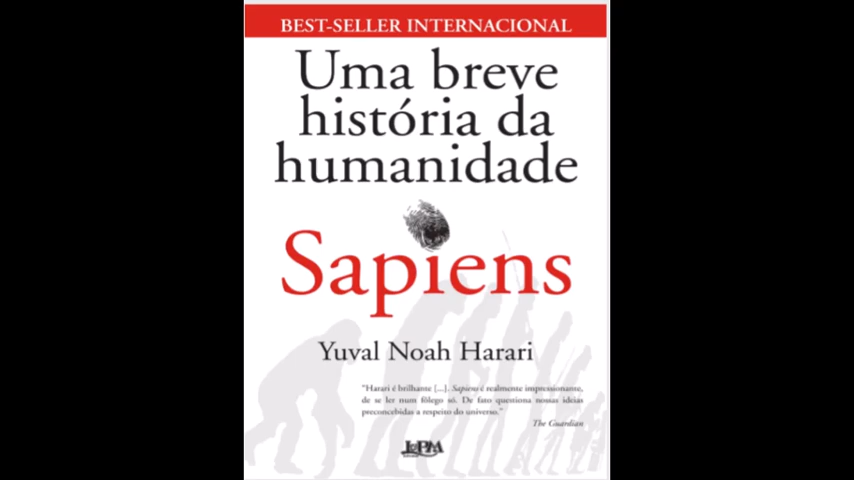 BEST-SELLER INTERNACIONAL
Uma breve
história da
humanidade
Sapiens
Yuval Noah Harari
"Harari é brilhante [...]. Sapiens é realmente impressionante,
de se ler num fôlego só. De fato questiona nossas ideias
preconcebidas a respeito do universo."
The Guardian
L&PM